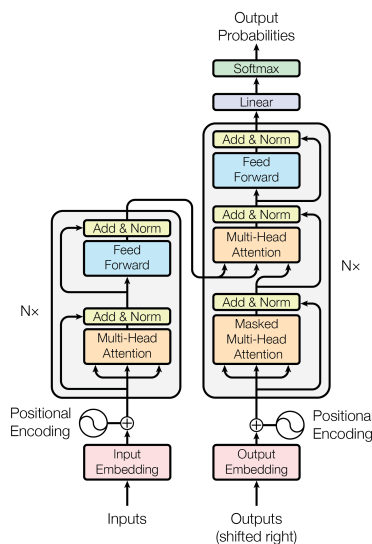 Output
Probabilities
Softmax
Linear
Add & Norm
Feed
Forward
Add & Norm
Multi-Head
Attention
Add & Norm
Masked
Multi-Head
Attention
N×
Add & Norm
Feed
Forward
N×
Add & Norm
Multi-Head
Attention
Positional
Encoding
Positiona
Encoding
Input
Embedding
Output
Embedding
Inputs
Outputs
(shifted right)